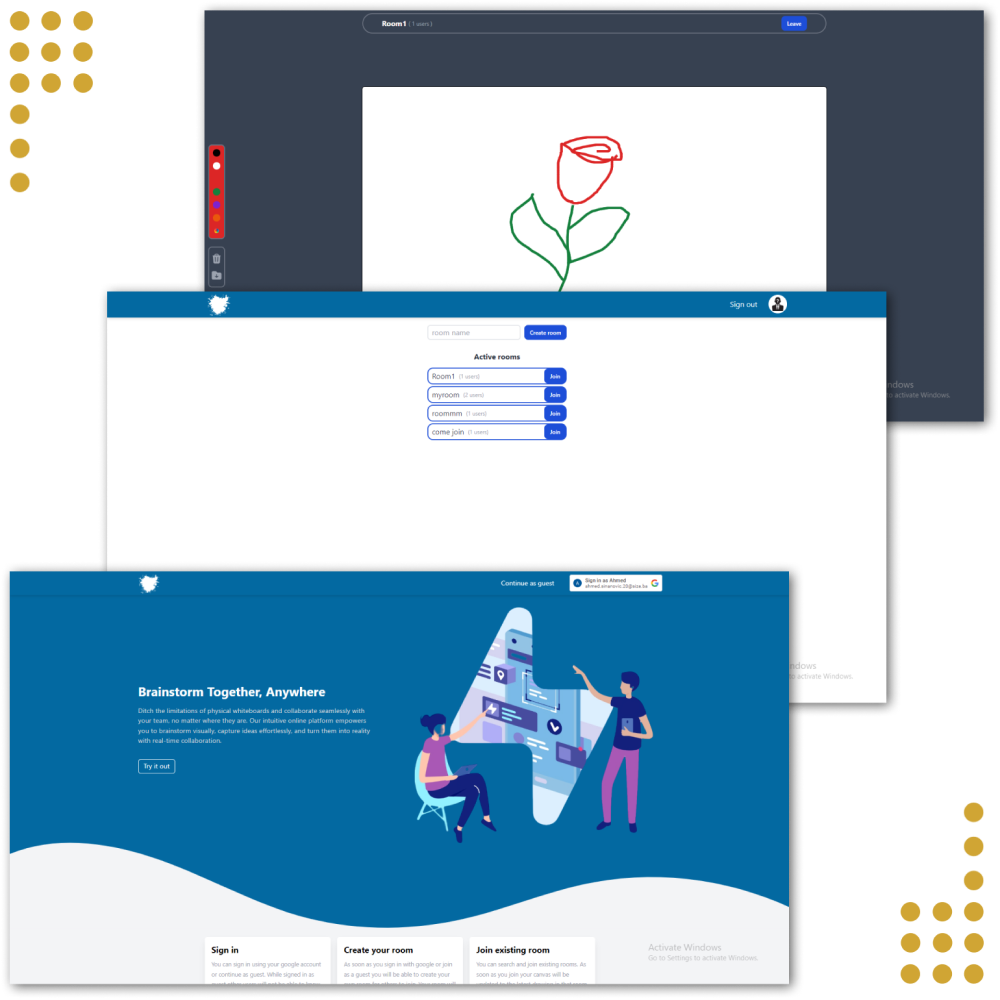 Room1 ( 1 users )
Leave
Sign out
room name
Create room
Active rooms
Room1 (1 users)
Join
myroom (2 users)
Join
roommm (1 users)
Join
come join (1 users)
Join
ndows
to activate Windows.
ndows
to activate Windows.
Continue as guest
A
Sign in as Ahmed
G
Brainstorm Together, Anywhere
Ditch the limitations of physical whiteboards and collaborate seamlessly with
your team, no matter where they are. Our intuitive online platform empowers
you to brainstorm visually, capture ideas effortlessly, and turn them into reality
with real-time collaboration.
Try it out
Sign in
You can sign in using your google account
or continue as guest. While signed in as
Create your room
As soon as you sign in with google or join
as a guest you will be able to create your
Join existing room
You can search and join existing rooms. As
soon as you join your canvas will be
Activate Windows
Go to Settings to activate Windows.